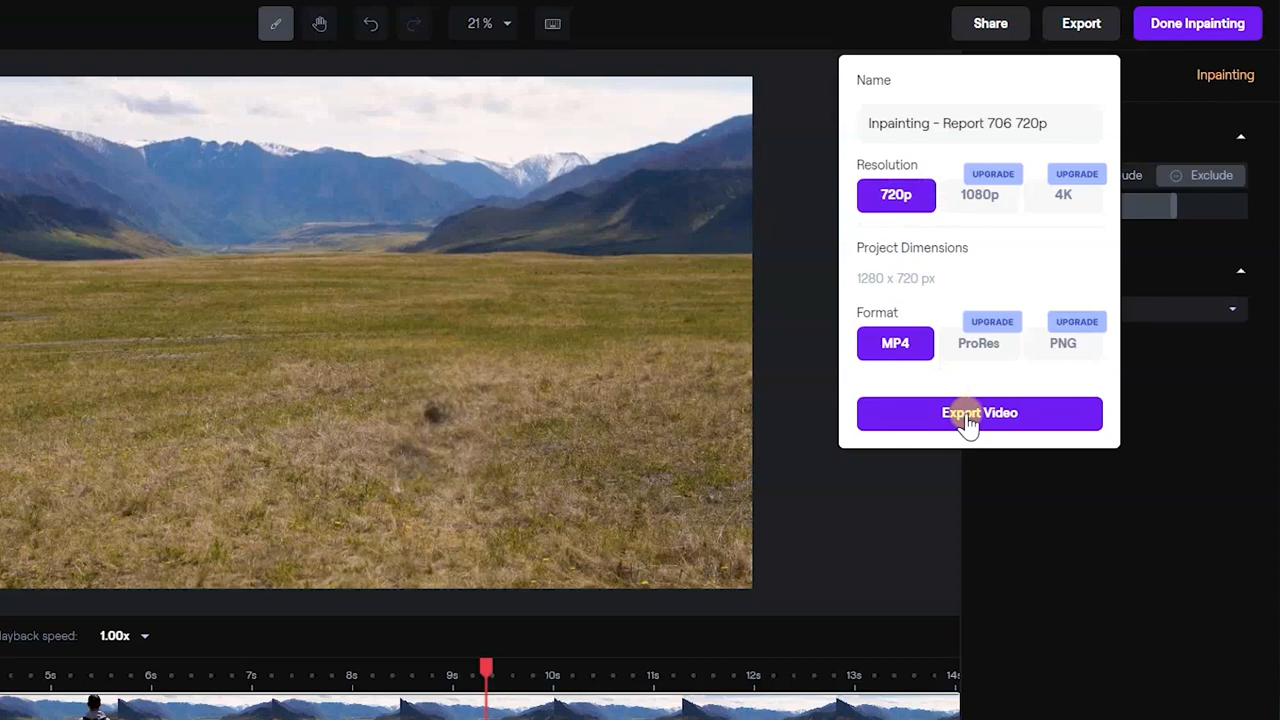 21%
Share
Export
Done Inpainting
Name
Inpainting
Inpainting - Report 706 720p
Resolution
UPGRADE
UPGRADE
720p
1080p
4K
ude
Exclude
Project Dimensions
1280 x 720 px
Format
UPGRADE
UPGRADE
MP4
ProRes
PNG
Export Video
layback speed:
1.00x
5s
6s
7s
8s
9s
10s
11s
12s
13s
14s